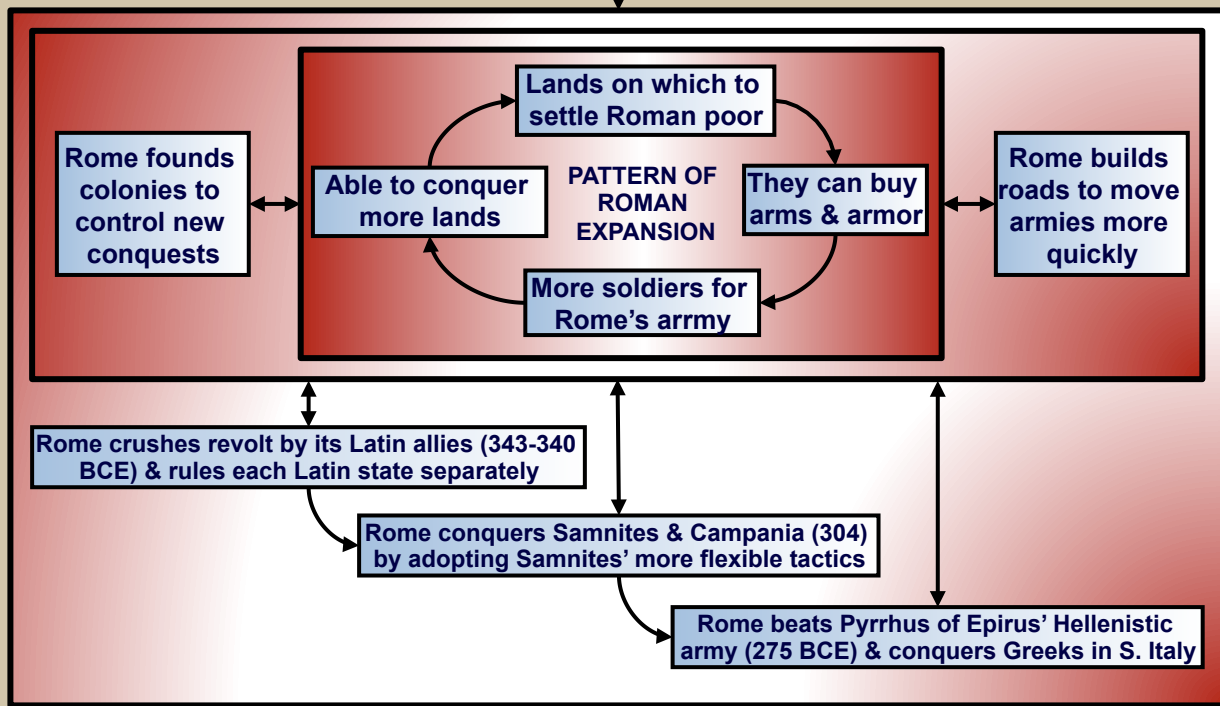 Lands on which to
settle Roman poor
Rome founds
colonies to
control new
conquests
Able to conquer
more lands
PATTERN OF
ROMAN
EXPANSION
They can buy
arms & armor
Rome builds
roads to move
armies more
quickly
More soldiers for
Rome's arrmy
Rome crushes revolt by its Latin allies (343-340
BCE) & rules each Latin state separately
Rome conquers Samnites & Campania (304)
by adopting Samnites' more flexible tactics
Rome beats Pyrrhus of Epirus' Hellenistic
army (275 BCE) & conquers Greeks in S. Italy